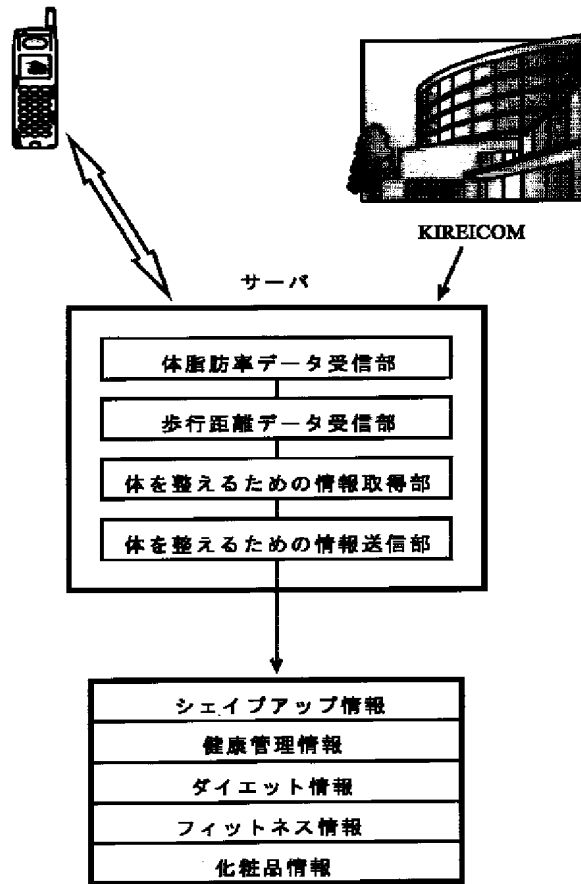 KIREICOM
サーバ
体脂肪率データ受信部
歩行距離データ受信部
体を整えるための情報取得部
体を整えるための情報送信部
シェイプアップ情報
健康管理情報
ダイエット情報
フィットネス情報
化粧品情報